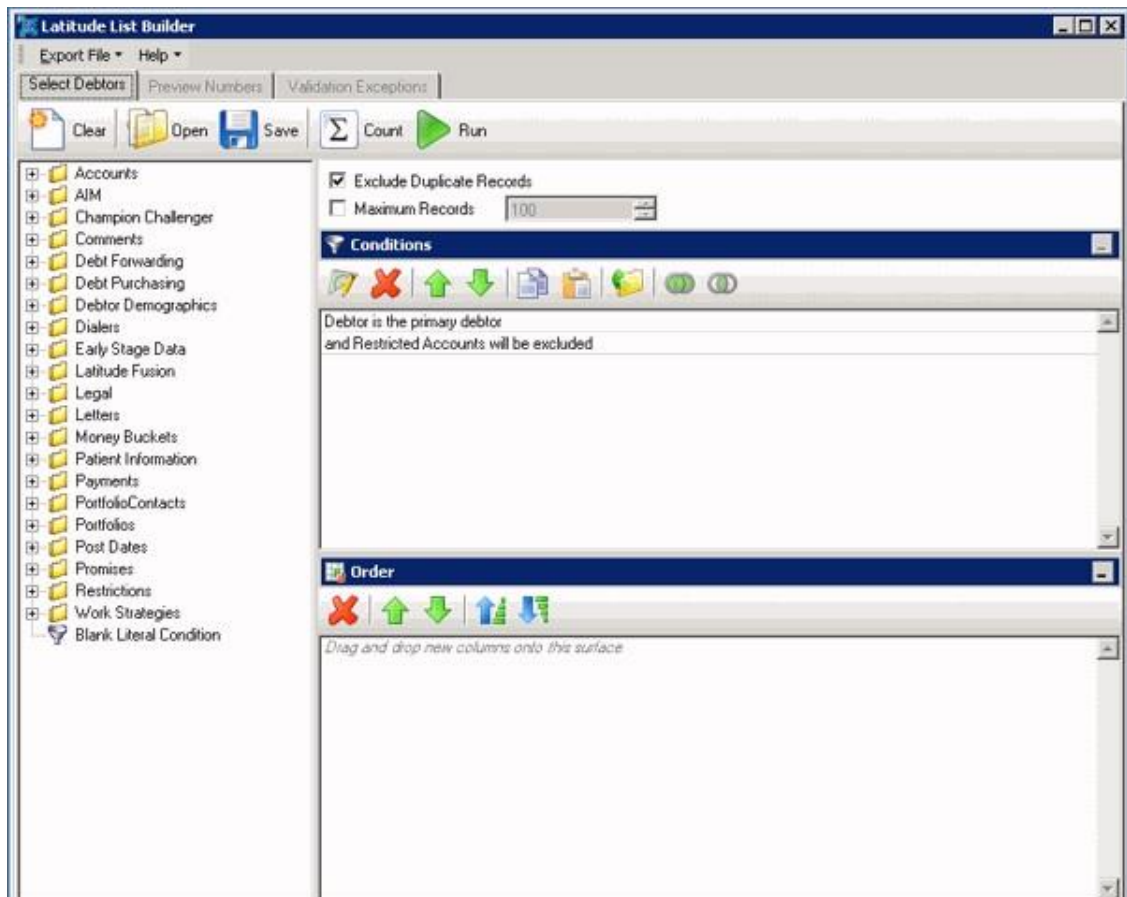 Latitude List Builder
Export File Help
Select Debtors Preview Numbers Validation Exceptions
Clear Open Save Σ Count Run
Accounts
AIM
Champion Challenger
Comments
Debt Forwarding
Debt Purchasing
Debtor Demographics
Dialers
Early Stage Data
Latitude Fusion
Legal
Letters
Money Buckets
Patient Information
Payments
PortfolioContacts
Portfolios
Post Dates
Promises
Restrictions
Work Strategies
Blank Literal Condition
Exclude Duplicate Records
Maximum Records 100
Conditions
Debtor is the primary debtor
and Restricted Accounts will be excluded
Order
Drag and drop new columns onto this surface